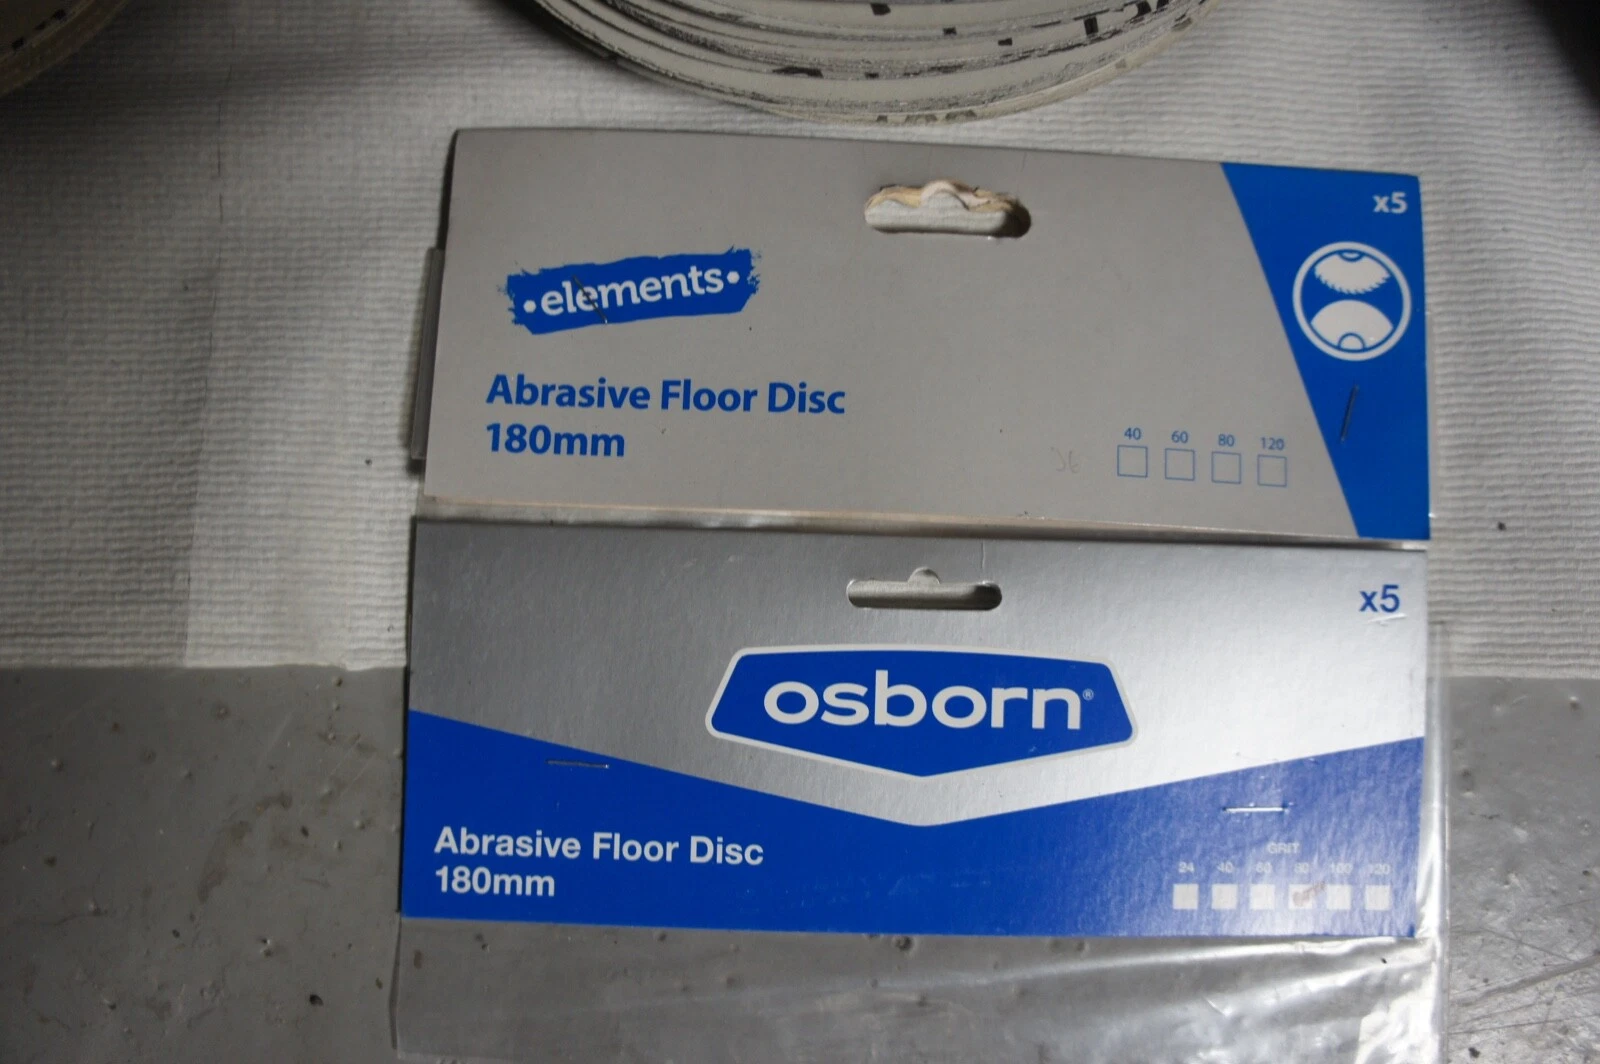 x5
•elements•
Abrasive Floor Disc
180mm
40 60 80 120
x5
osborn®
Abrasive Floor Disc
180mm
GRIT
24 40 60 80 100 120